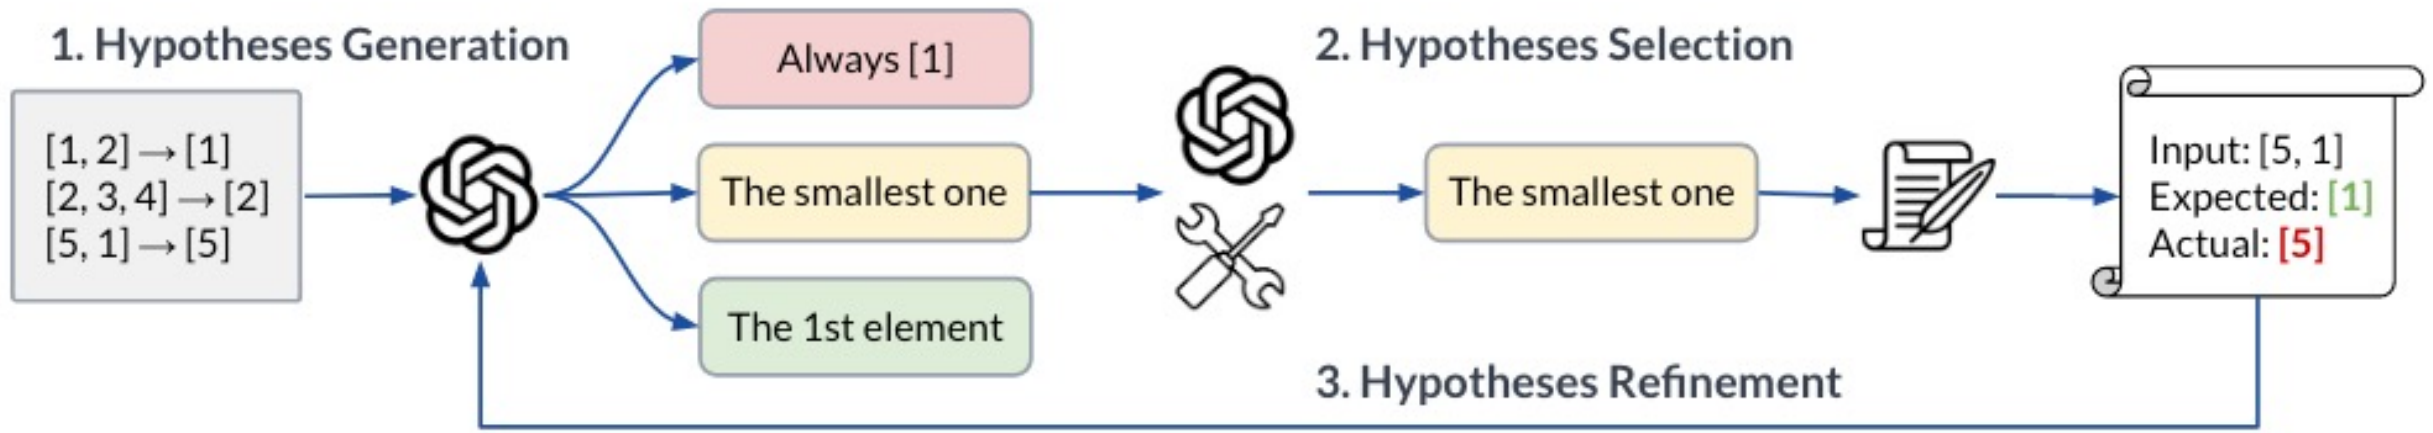 1. Hypotheses Generation
[1, 2] → [1]
[2, 3, 4] → [2]
[5, 1] → [5]
Always [1]
The smallest one
The 1st element
2. Hypotheses Selection
The smallest one
Input: [5, 1]
Expected: [1]
Actual: [5]
3. Hypotheses Refinement